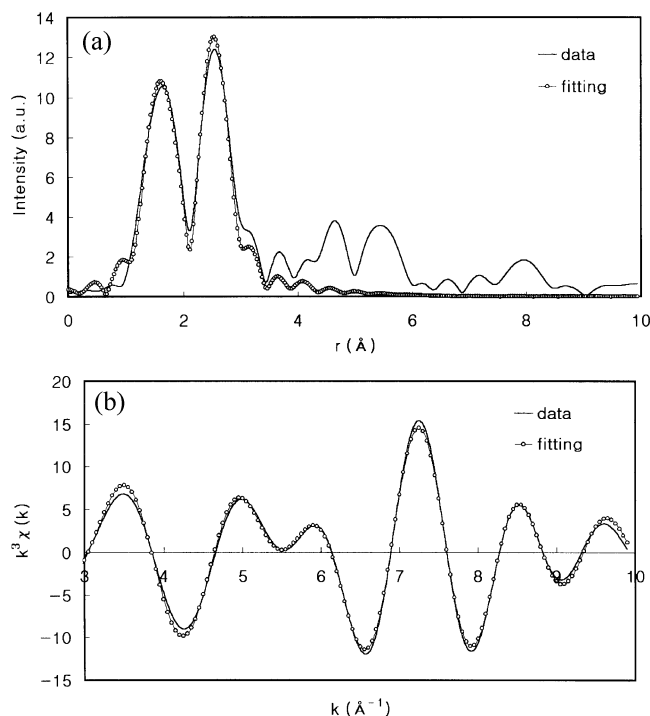 (a)
Intensity (a.u.)
14
12
10
8
6
4
2
0
data
fitting
0 2 4 6 8 10
r (Å)
(b)
k³ χ (k)
20
15
10
5
0
−5
−10
−15
data
fitting
3 4 5 6 7 8 9 10
k (Å⁻¹)